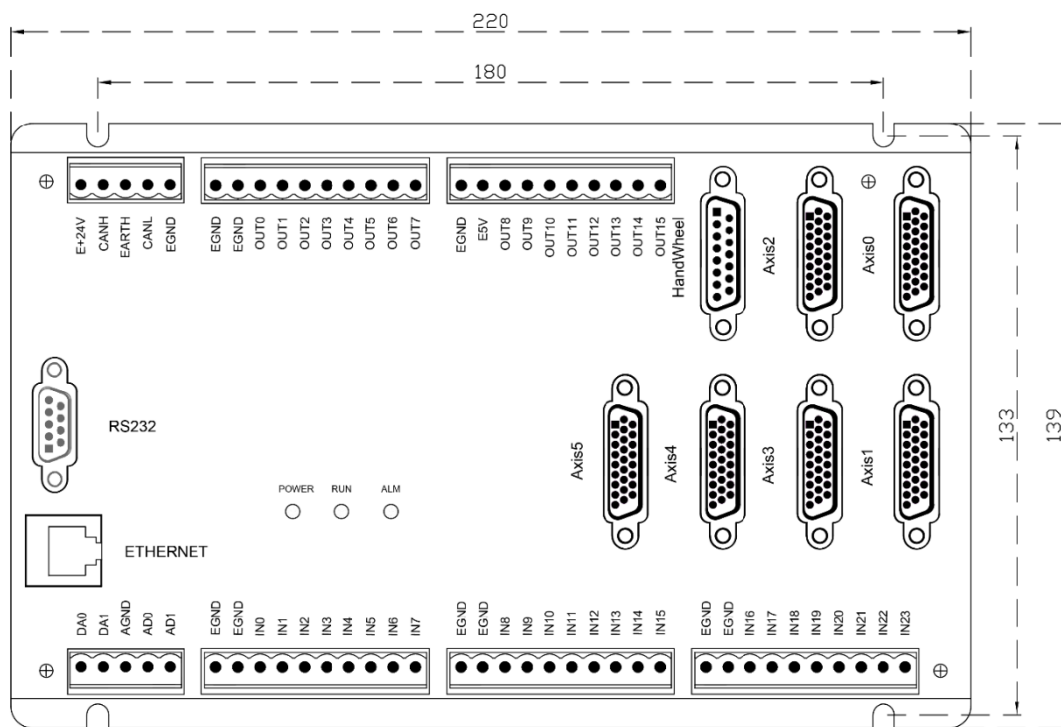 220
180
E+24V
CANH
EARTH
CANL
EGND
EGND
EGND
OUT0
OUT1
OUT2
OUT3
OUT4
OUT5
OUT6
OUT7
EGND
E5V
OUT8
OUT9
OUT10
OUT11
OUT12
OUT13
OUT14
OUT15
HandWheel
Axis2
Axis0
RS232
Axis5
Axis4
Axis3
Axis1
133
139
POWER
RUN
ALM
ETHERNET
DA0
DA1
AGND
AD0
AD1
EGND
EGND
IN0
IN1
IN2
IN3
IN4
IN5
IN6
IN7
EGND
EGND
IN8
IN9
IN10
IN11
IN12
IN13
IN14
IN15
EGND
EGND
IN16
IN17
IN18
IN19
IN20
IN21
IN22
IN23